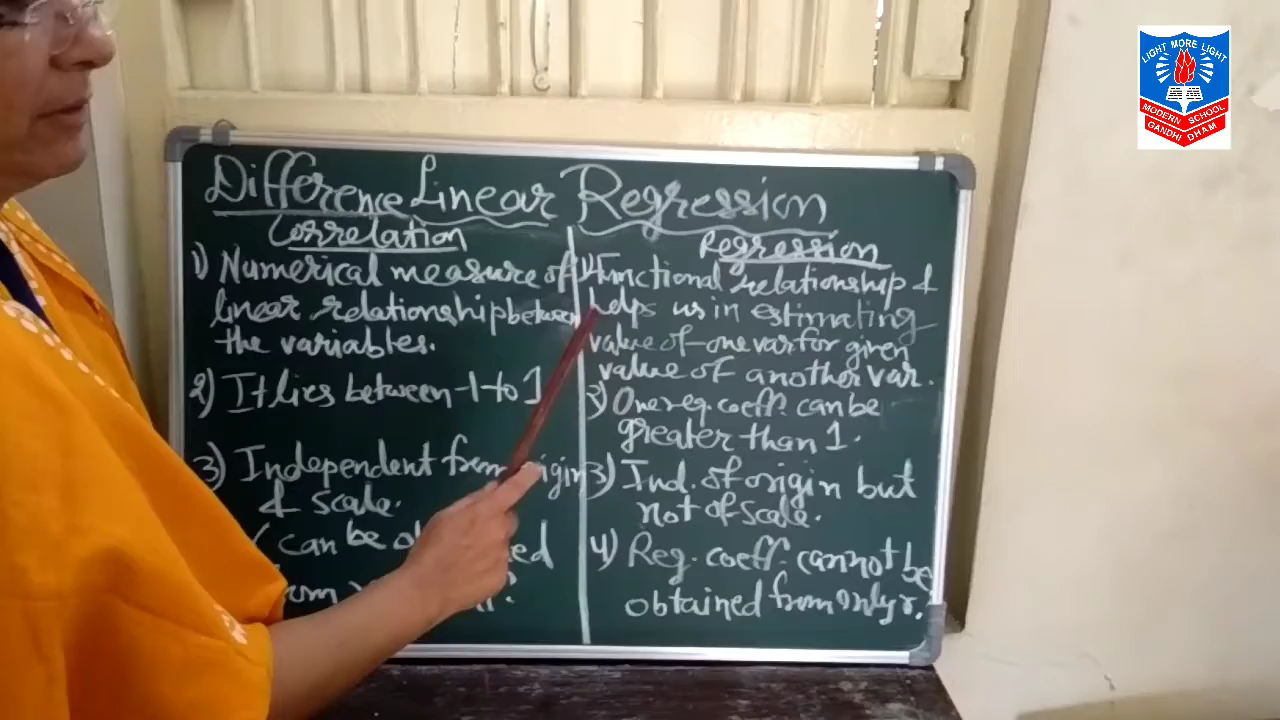 LIGHT MORE LIGHT
MODERN SCHOOL
GANDHI DHAM
Difference Linear Regression
Correlation
1) Numerical measure of
linear relationship between
the variables.
2) It lies between -1 to 1
3) Independent from origin
& scale.
can be
Regression
1) Functional relationship &
helps us in estimating
value of one var for given
value of another var.
2) One reg. coeff. can be
greater than 1.
3) Ind. of origin but
not of scale.
4) Reg. coeff. cannot be
obtained from only r.